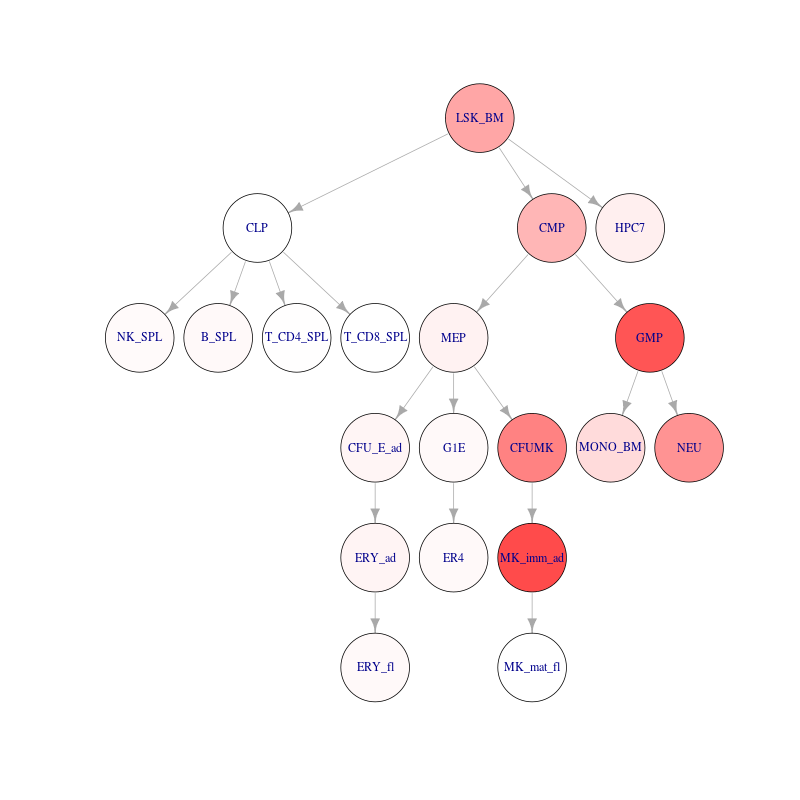 LSK_BM
CLP
CMP
HPC7
NK_SPL
B_SPL
T_CD4_SPL
T_CD8_SPL
MEP
GMP
CFU_E_ad
G1E
CFUMK
MONO_BM
NEU
ERY_ad
ER4
MK_imm_ad
ERY_fl
MK_mat_fl